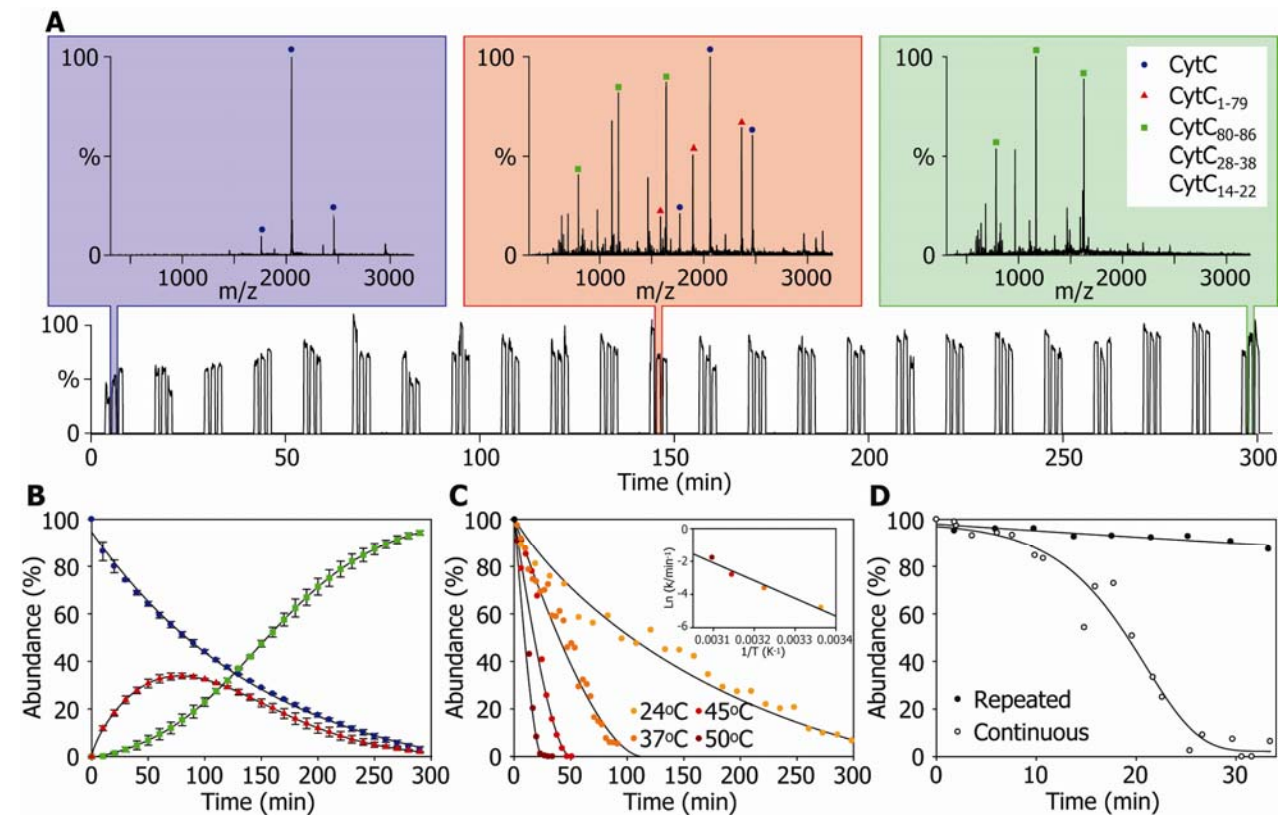 A
100
%
0
1000 2000 3000
m/z
100
%
0
1000 2000 3000
m/z
100
%
0
1000 2000 3000
m/z
CytC
CytC1-79
CytC80-86
CytC28-38
CytC14-22
100
%
0
0 50 100 150 200 250 300
Time (min)
B
Abundance (%)
100
80
60
40
20
0
0 50 100 150 200 250 300
Time (min)
C
Abundance (%)
100
80
60
40
20
0
0 50 100 150 200 250 300
Time (min)
24oC 45oC
37oC 50oC
Ln (k/min-1)
0
-2
-4
-6
0.0031 0.0032 0.0033 0.0034
1/T (K-1)
D
Abundance (%)
100
80
60
40
20
0
0 10 20 30
Time (min)
Repeated
Continuous